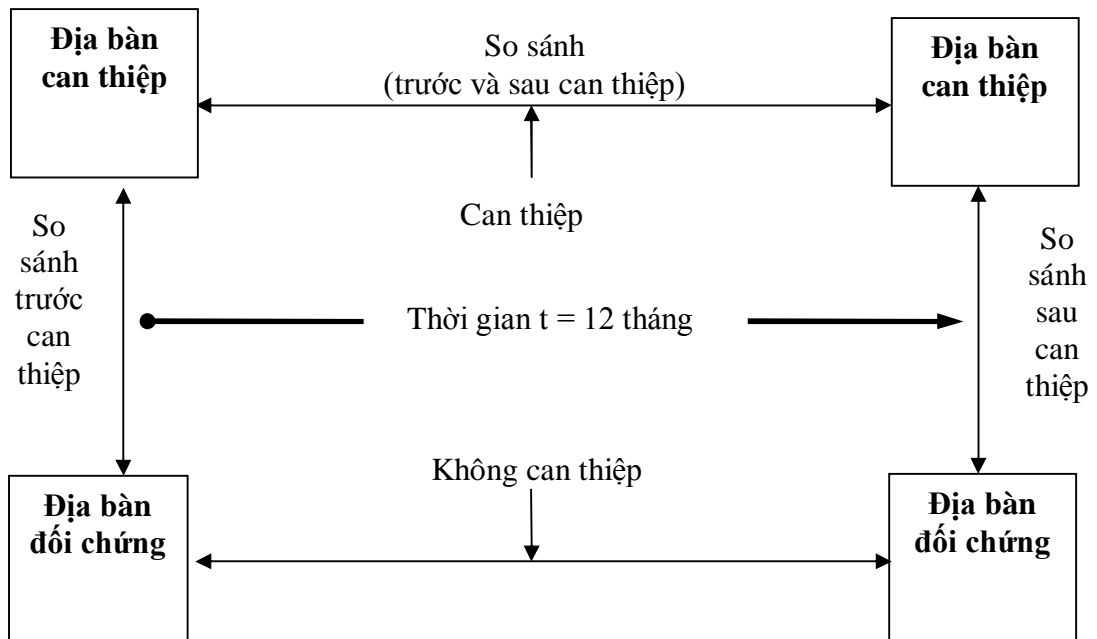 Địa bàn
can thiệp
So sánh
(trước và sau can thiệp)
Địa bàn
can thiệp
Can thiệp
So
sánh
trước
can
thiệp
Thời gian t = 12 tháng
So
sánh
sau
can
thiệp
Không can thiệp
Địa bàn
đối chứng
Địa bàn
đối chứng